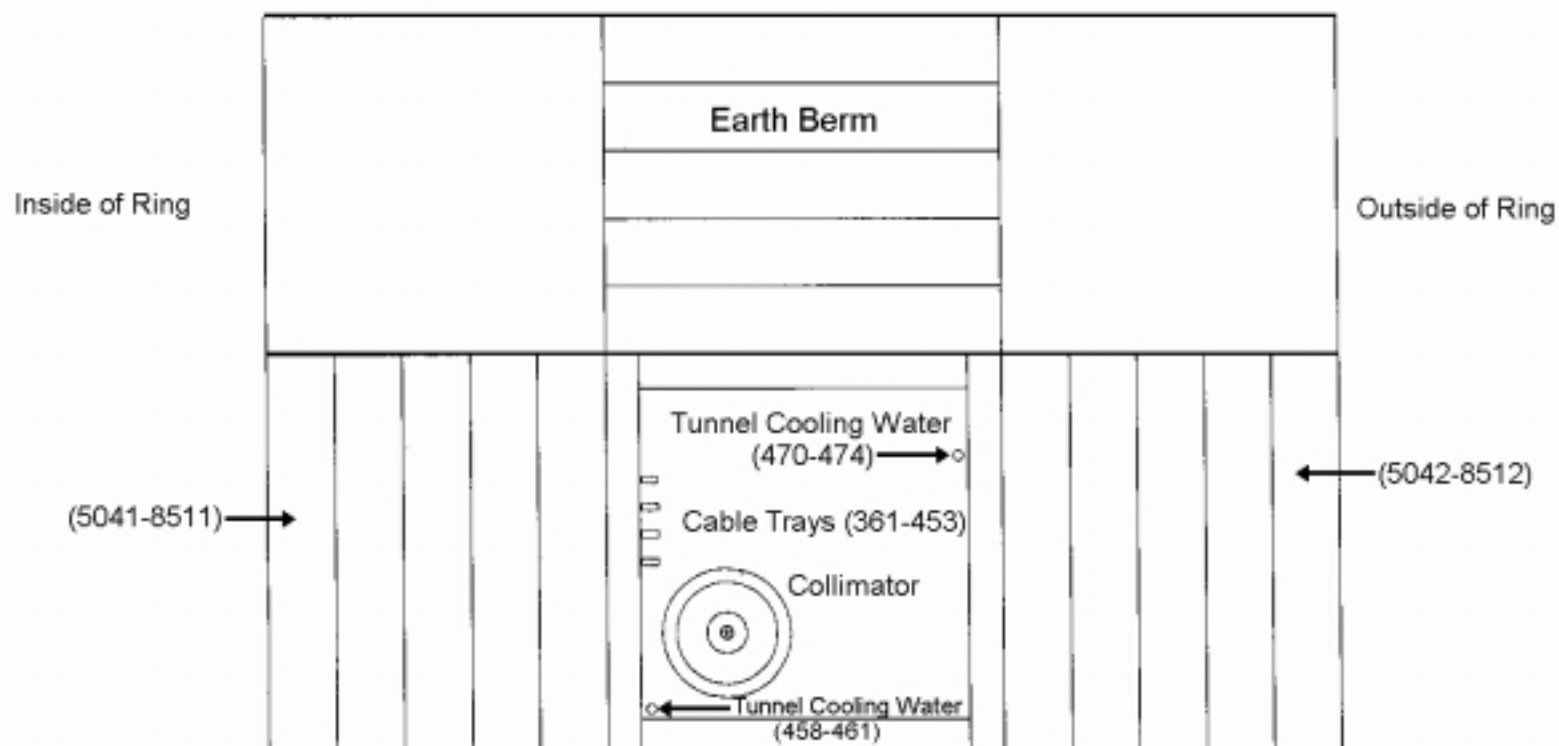 Earth Berm
Inside of Ring
Outside of Ring
Tunnel Cooling Water
(470-474)
(5042-8512)
(5041-8511)
Cable Trays (361-453)
Collimator
Tunnel Cooling Water
(458-461)